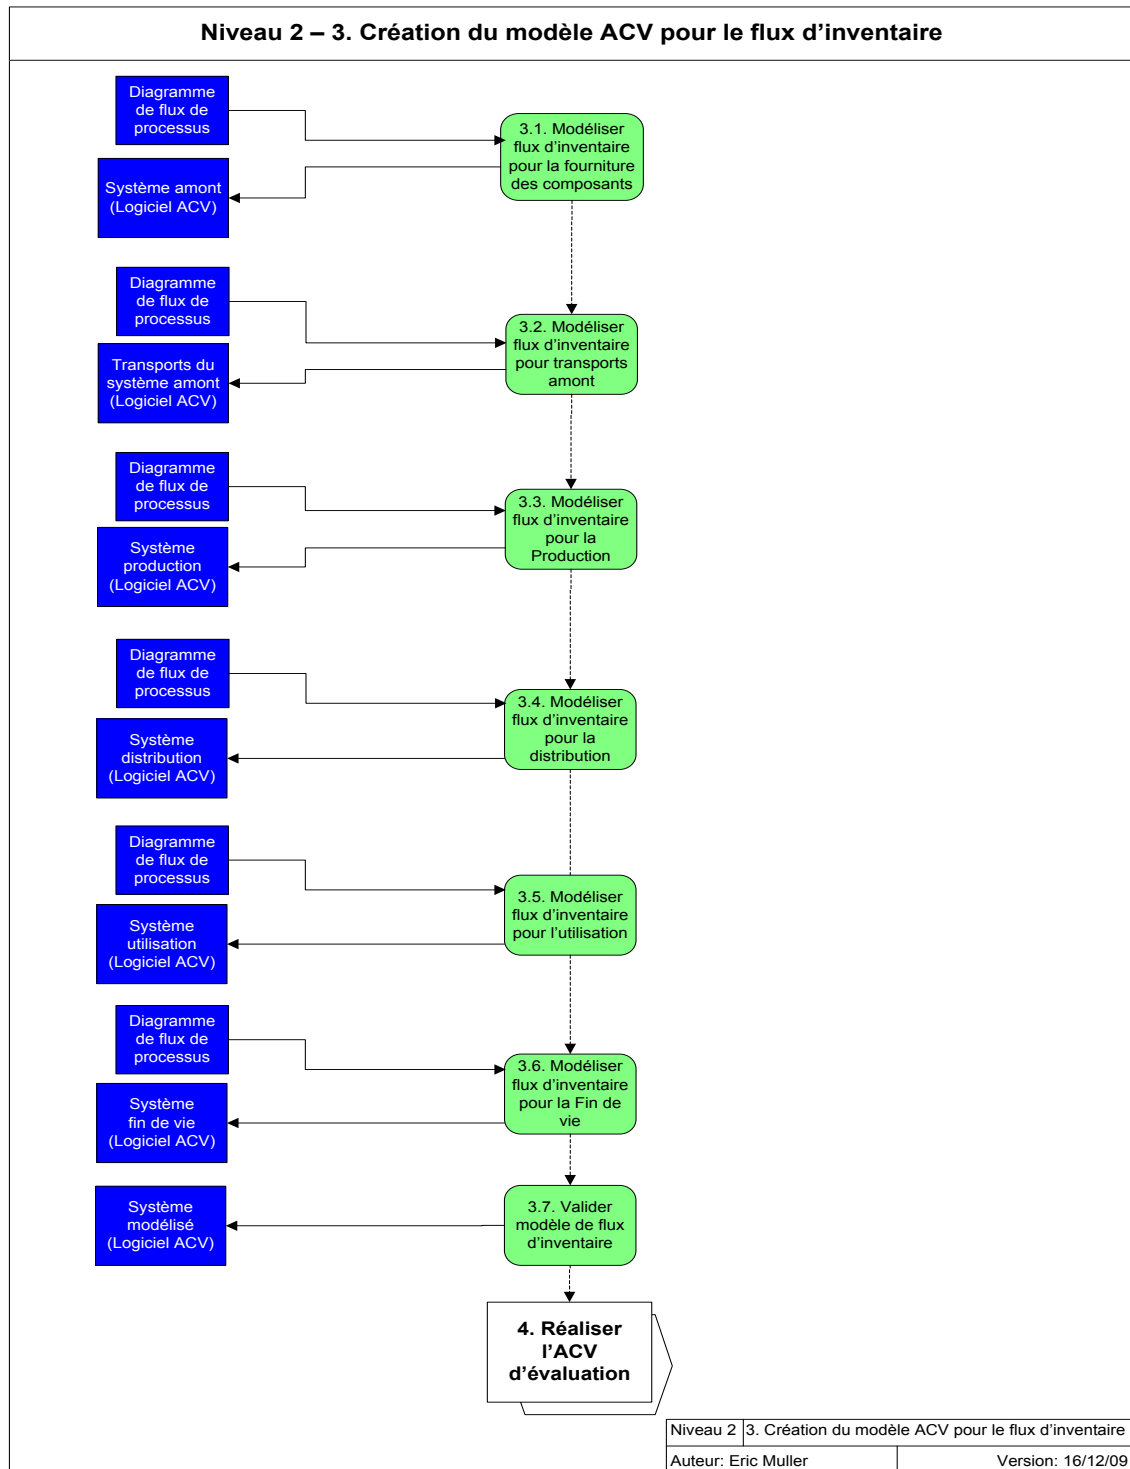 Niveau 2 – 3. Création du modèle ACV pour le flux d’inventaire
Diagramme
de flux de
processus
3.1. Modéliser
flux d’inventaire
pour la fourniture
des composants
Système amont
(Logiciel ACV)
Diagramme
de flux de
processus
3.2. Modéliser
flux d’inventaire
pour transports
amont
Transports du
système amont
(Logiciel ACV)
Diagramme
de flux de
processus
3.3. Modéliser
flux d’inventaire
pour la
Production
Système
production
(Logiciel ACV)
Diagramme
de flux de
processus
3.4. Modéliser
flux d’inventaire
pour la
distribution
Système
distribution
(Logiciel ACV)
Diagramme
de flux de
processus
3.5. Modéliser
flux d’inventaire
pour l’utilisation
Système
utilisation
(Logiciel ACV)
Diagramme
de flux de
processus
3.6. Modéliser
flux d’inventaire
pour la Fin de
vie
Système
fin de vie
(Logiciel ACV)
3.7. Valider
modèle de flux
d’inventaire
Système
modélisé
(Logiciel ACV)
4. Réaliser
l’ACV
d’évaluation
Niveau 2 3. Création du modèle ACV pour le flux d’inventaire
Auteur: Eric Muller Version: 16/12/09